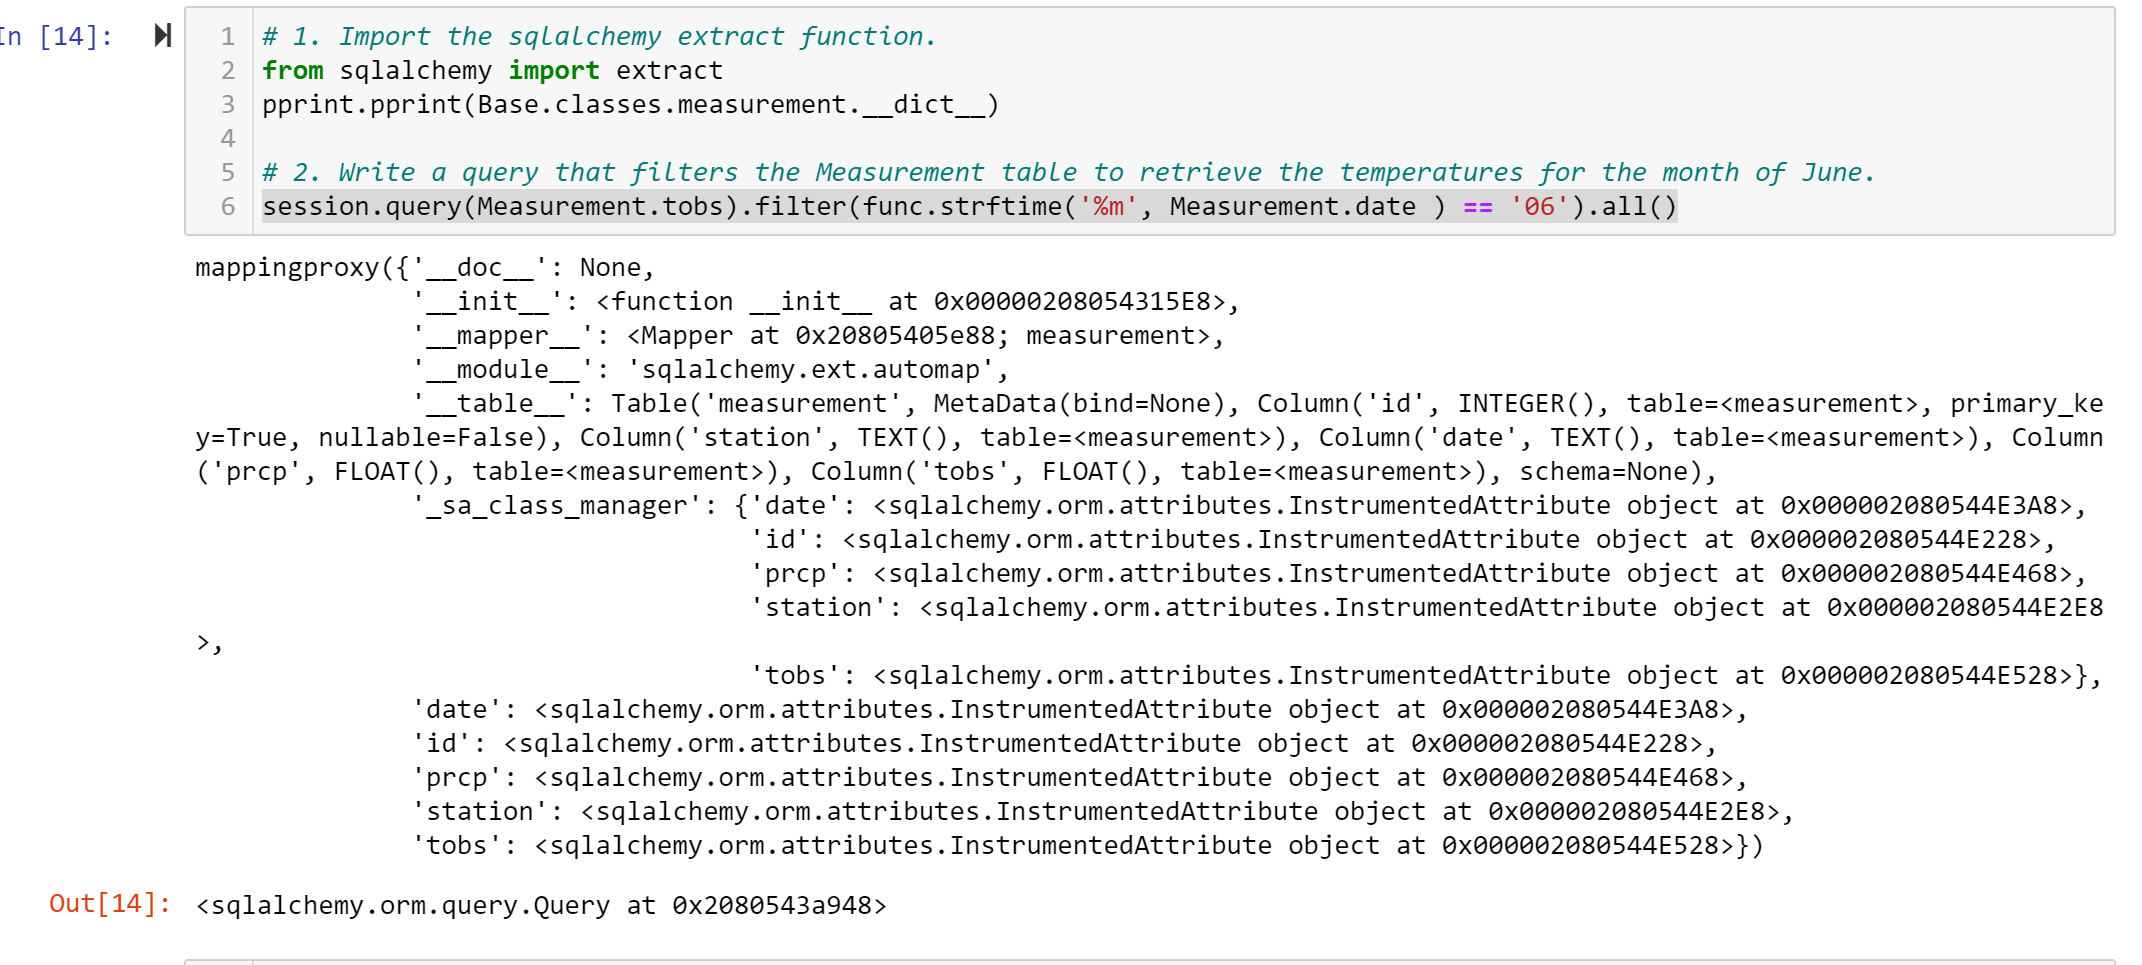 In [14]:
1 # 1. Import the sqlalchemy extract function.
2 from sqlalchemy import extract
3 pprint.pprint(Base.classes.measurement.__dict__)
4
5 # 2. Write a query that filters the Measurement table to retrieve the temperatures for the month of June.
6 session.query(Measurement.tobs).filter(func.strftime('%m', Measurement.date ) == '06').all()
mappingproxy({'__doc__': None,
'__init__': <function __init__ at 0x00000208054315E8>,
'__mapper__': <Mapper at 0x20805405e88; measurement>,
'__module__': 'sqlalchemy.ext.automap',
'__table__': Table('measurement', MetaData(bind=None), Column('id', INTEGER(), table=<measurement>, primary_ke
y=True, nullable=False), Column('station', TEXT(), table=<measurement>), Column('date', TEXT(), table=<measurement>), Column
('prcp', FLOAT(), table=<measurement>), Column('tobs', FLOAT(), table=<measurement>), schema=None),
'_sa_class_manager': {'date': <sqlalchemy.orm.attributes.InstrumentedAttribute object at 0x000002080544E3A8>,
'id': <sqlalchemy.orm.attributes.InstrumentedAttribute object at 0x000002080544E228>,
'prcp': <sqlalchemy.orm.attributes.InstrumentedAttribute object at 0x000002080544E468>,
'station': <sqlalchemy.orm.attributes.InstrumentedAttribute object at 0x000002080544E2E8
>,
'tobs': <sqlalchemy.orm.attributes.InstrumentedAttribute object at 0x000002080544E528>},
'date': <sqlalchemy.orm.attributes.InstrumentedAttribute object at 0x000002080544E3A8>,
'id': <sqlalchemy.orm.attributes.InstrumentedAttribute object at 0x000002080544E228>,
'prcp': <sqlalchemy.orm.attributes.InstrumentedAttribute object at 0x000002080544E468>,
'station': <sqlalchemy.orm.attributes.InstrumentedAttribute object at 0x000002080544E2E8>,
'tobs': <sqlalchemy.orm.attributes.InstrumentedAttribute object at 0x000002080544E528>})
Out[14]: <sqlalchemy.orm.query.Query at 0x2080543a948>